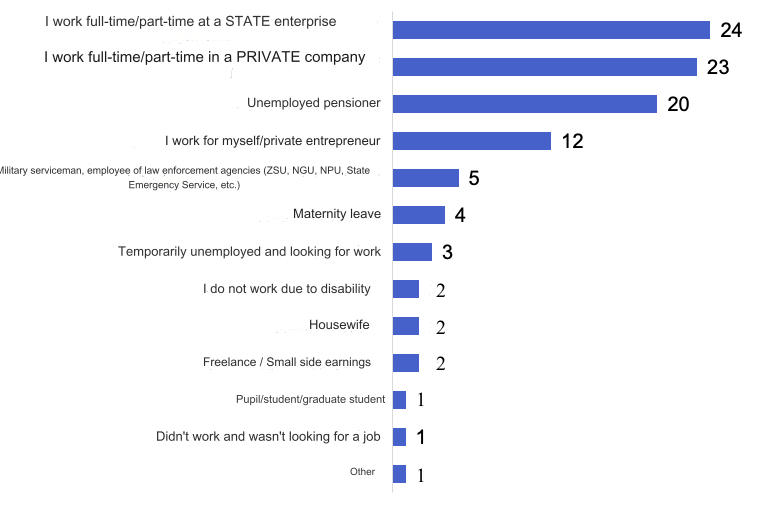 I work full-time/part-time at a STATE enterprise 24
I work full-time/part-time in a PRIVATE company 23
Unemployed pensioner 20
I work for myself/private entrepreneur 12
Military serviceman, employee of law enforcement agencies (ZSU, NGU, NPU, State
Emergency Service, etc.) 5
Maternity leave 4
Temporarily unemployed and looking for work 3
I do not work due to disability 2
Housewife 2
Freelance / Small side earnings 2
Pupil/student/graduate student 1
Didn't work and wasn't looking for a job 1
Other 1